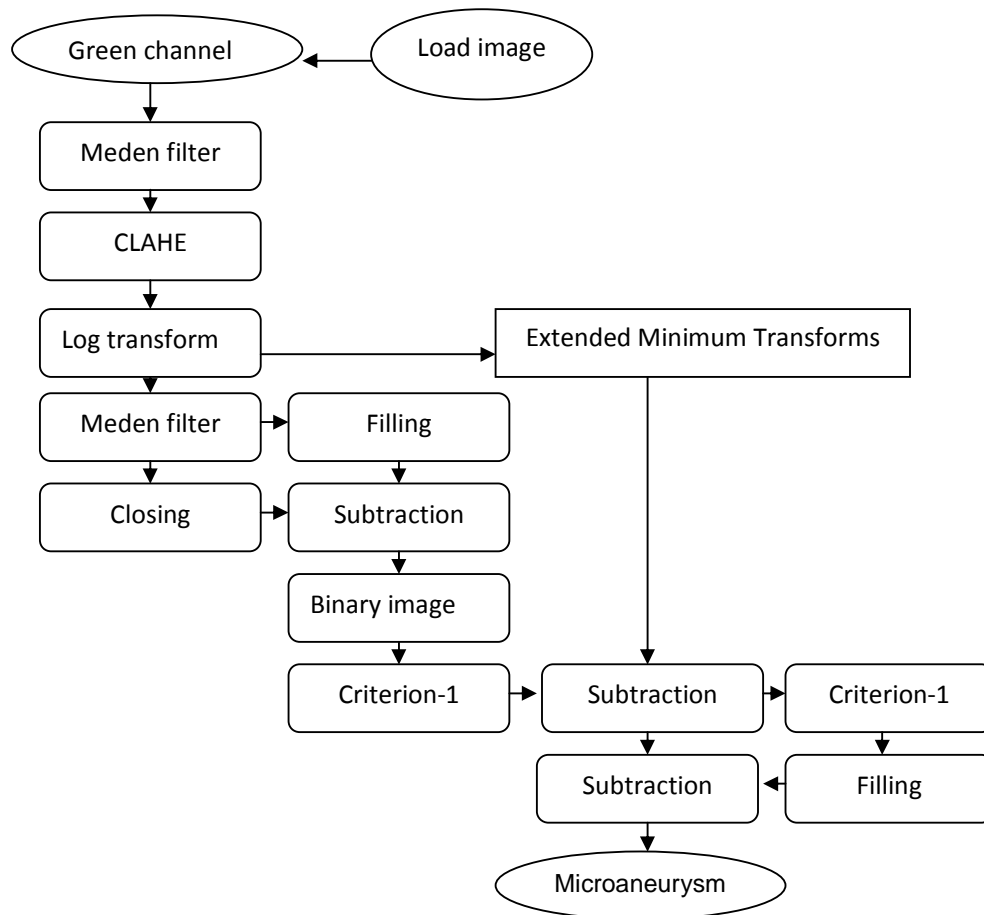 Green channel
Load image
Meden filter
CLAHE
Log transform
Extended Minimum Transforms
Meden filter
Filling
Closing
Subtraction
Binary image
Criterion-1
Subtraction
Criterion-1
Subtraction
Filling
Microaneurysm